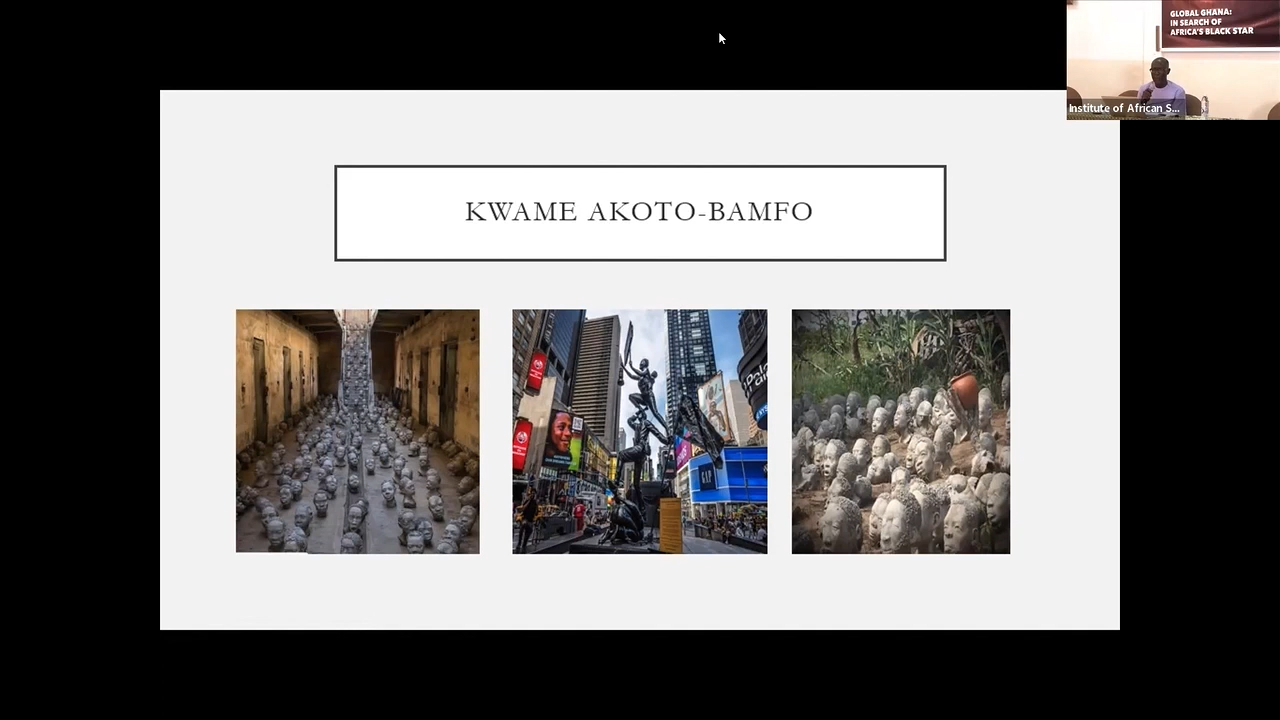 GLOBAL GHANA:
IN SEARCH OF
AFRICA'S BLACK STAR
Institute of African S...
KWAME AKOTO-BAMFO
GAP